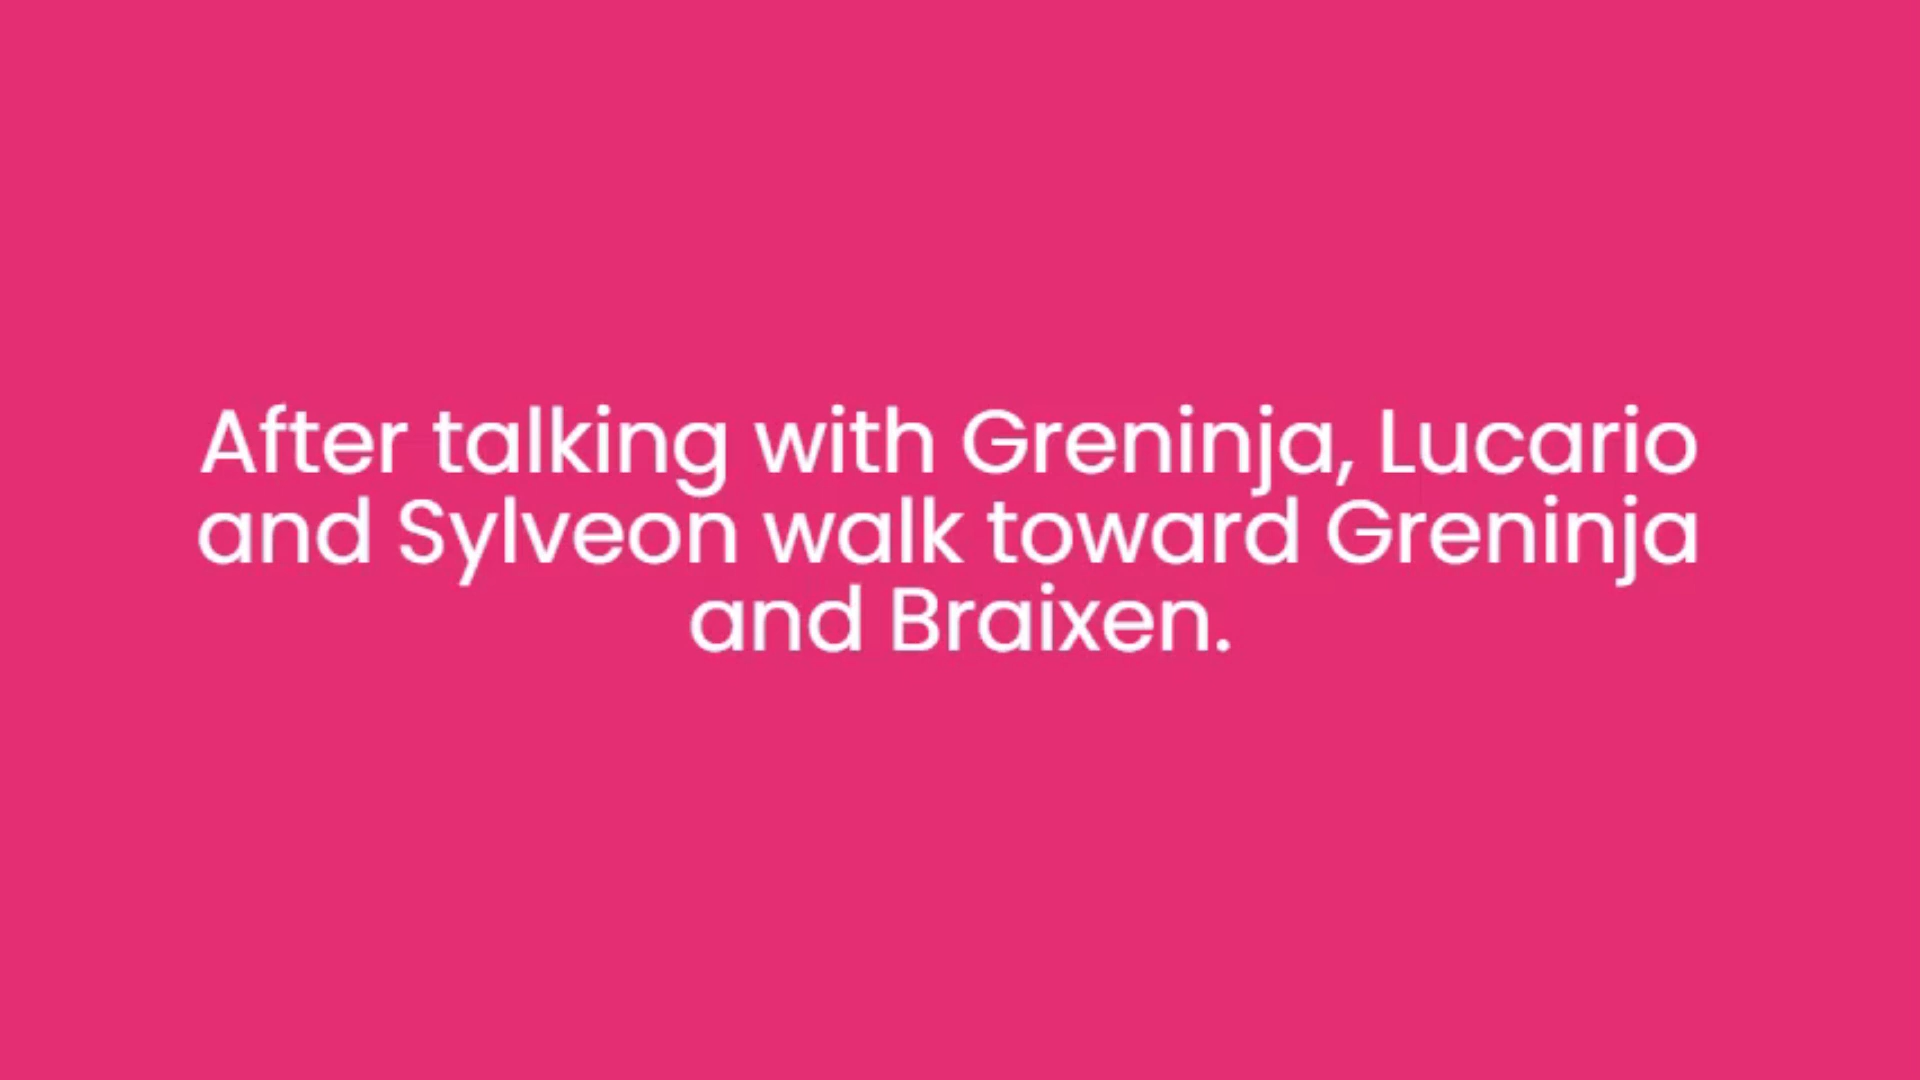 After talking with Greninja, Lucario
and Sylveon walk toward Greninja
and Braixen.